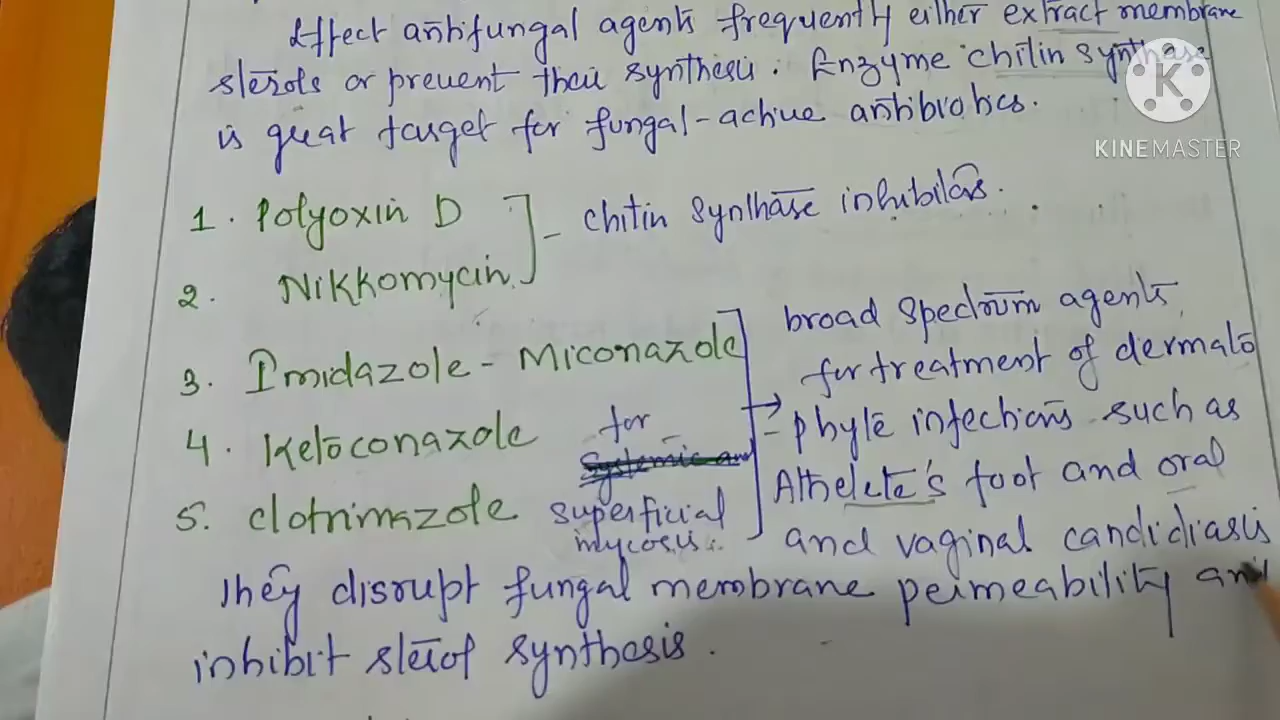 Effect antifungal agents frequently either extract membrane
sterols or prevent their synthesis. Enzyme chitin synthase
is great target for fungal-active antibiotics.
1. Polyoxin D
2. Nikkomycin
- chitin synthase inhibitors.
3. Imidazole - Miconazole
4. Ketoconazole
5. clotrimazole
for
systemic and
superficial
mycosis.
broad spectrum agents
for treatment of dermato
-phyte infections such as
Athelete's foot and oral
and vaginal candidiasis
They disrupt fungal membrane permeability and
inhibit sterol synthesis.
K
KINEMASTER